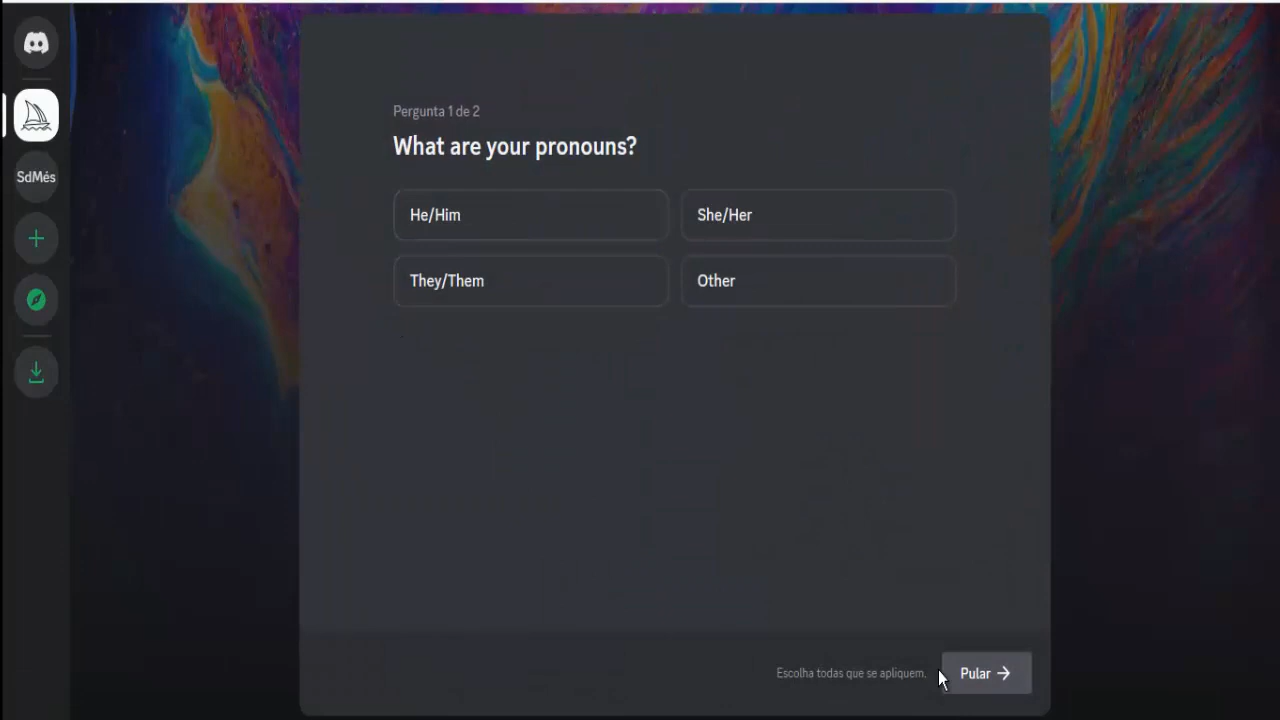 Pergunta 1 de 2
What are your pronouns?
He/Him
She/Her
SdMés
They/Them
Other
Escolha todas que se apliquem.
Pular